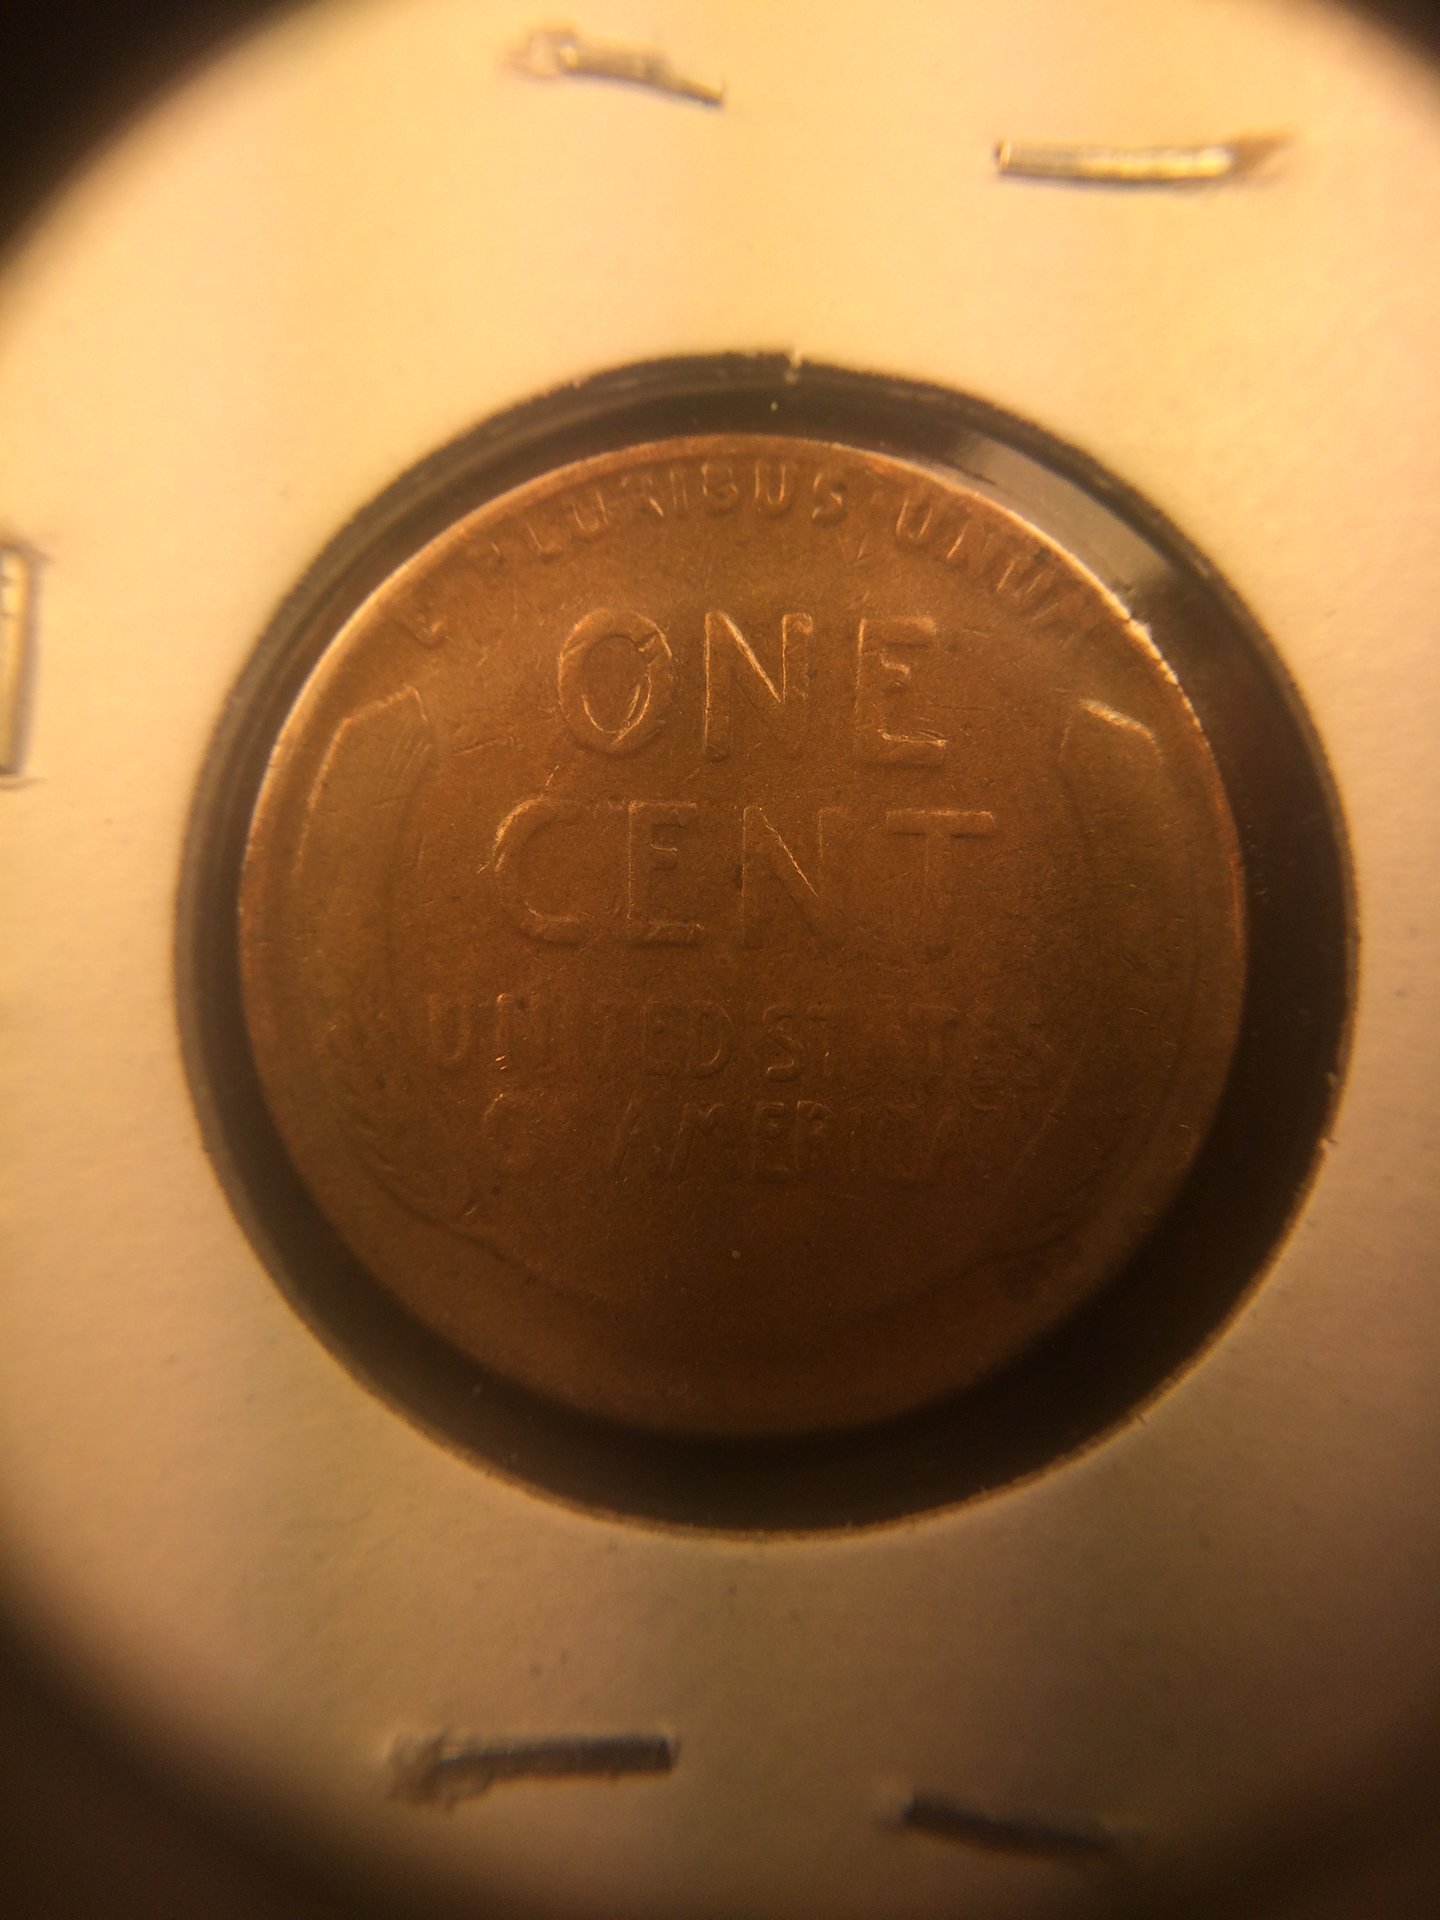 E PLURIBUS UNUM
ONE
CENT
UNITED STATES
OF AMERICA